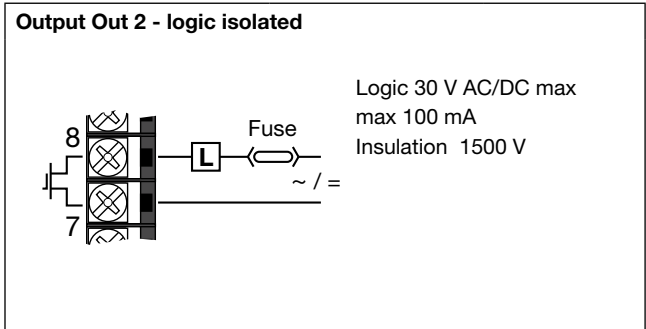 Output Out 2 - logic isolated
Logic 30 V AC/DC max
max 100 mA
Insulation 1500 V
8
L
Fuse
~ / =
7